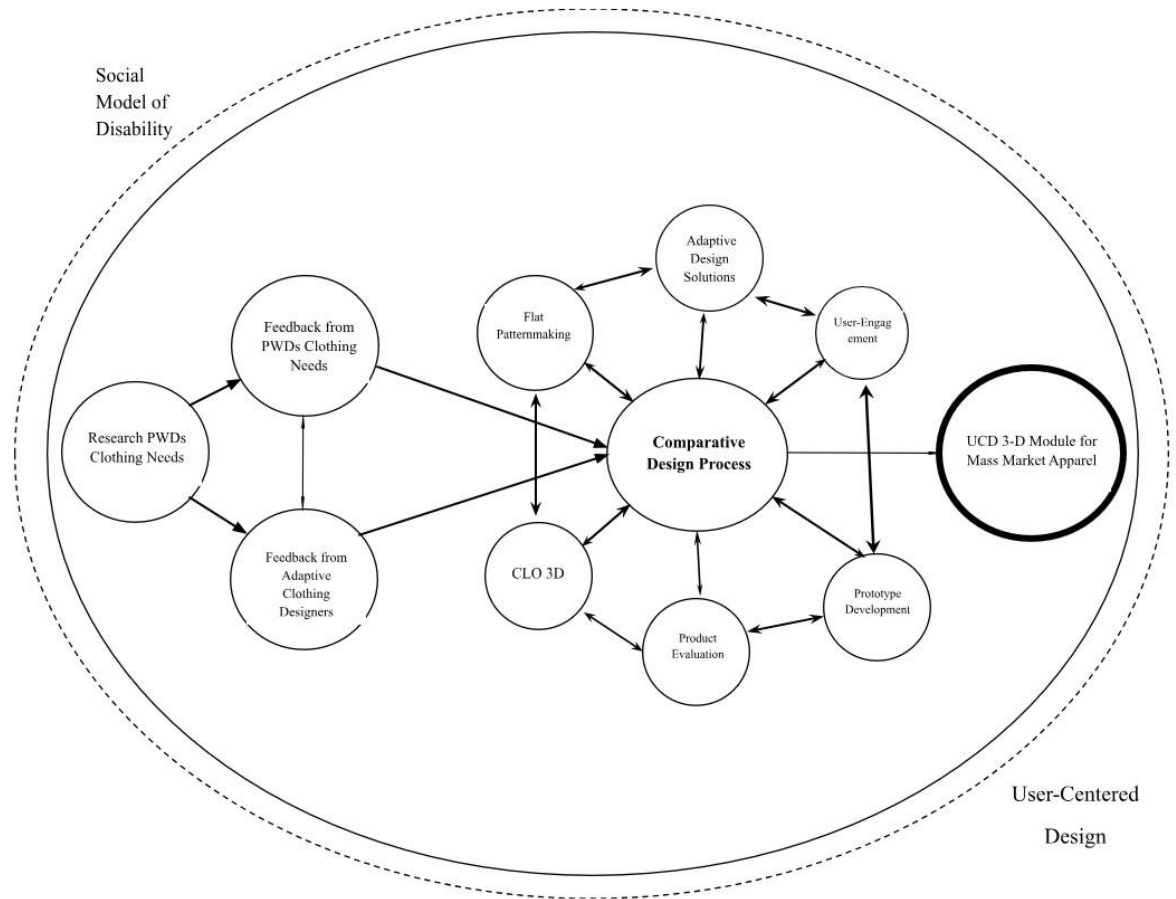 Social
Model of
Disability
Adaptive
Design
Solutions
Flat
Patternmaking
User-Engag
ement
Feedback from
PWDs Clothing
Needs
Research PWDs
Clothing Needs
Comparative
Design Process
UCD 3-D Module for
Mass Market Apparel
Feedback from
Adaptive
Clothing
Designers
CLO 3D
Product
Evaluation
Prototype
Development
User-Centered
Design